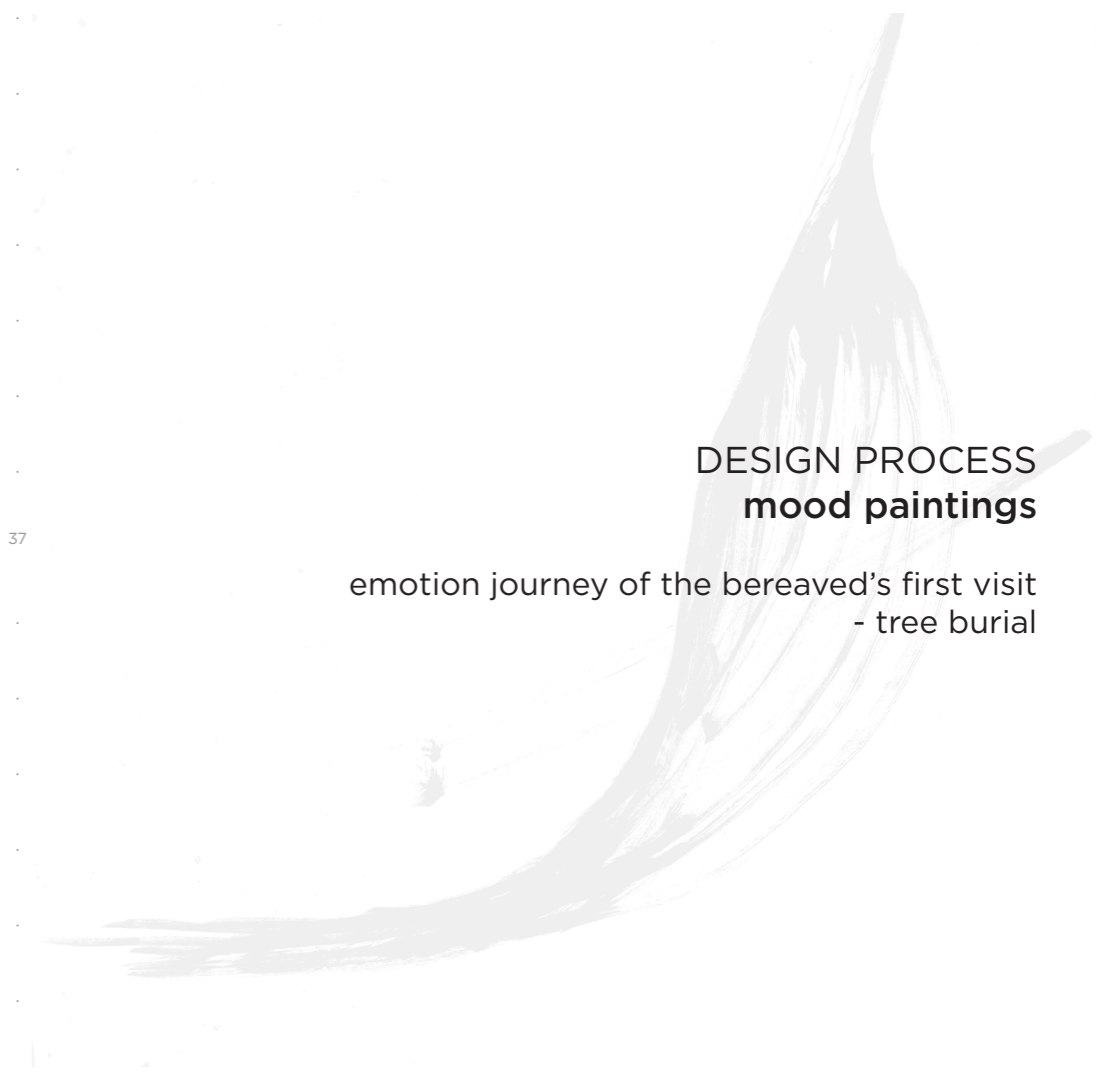 DESIGN PROCESS
mood paintings
37
emotion journey of the bereaved’s first visit
- tree burial